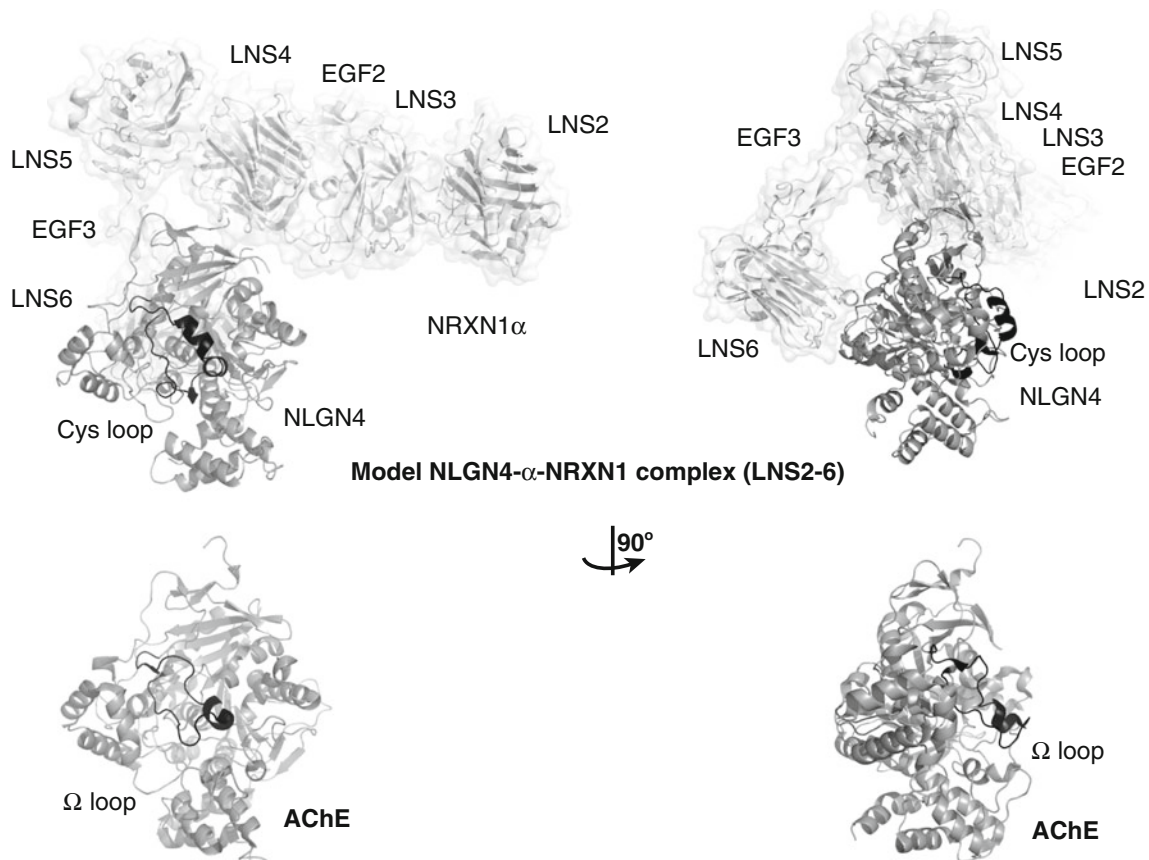 LNS4
EGF2
LNS3
LNS2
LNS5
EGF3
LNS6
NRXN1α
Cys loop
NLGN4
LNS5
LNS4
EGF3
LNS3
EGF2
LNS2
LNS6
Cys loop
NLGN4
Model NLGN4-α-NRXN1 complex (LNS2-6)
90°
Ω loop
AChE
Ω loop
AChE